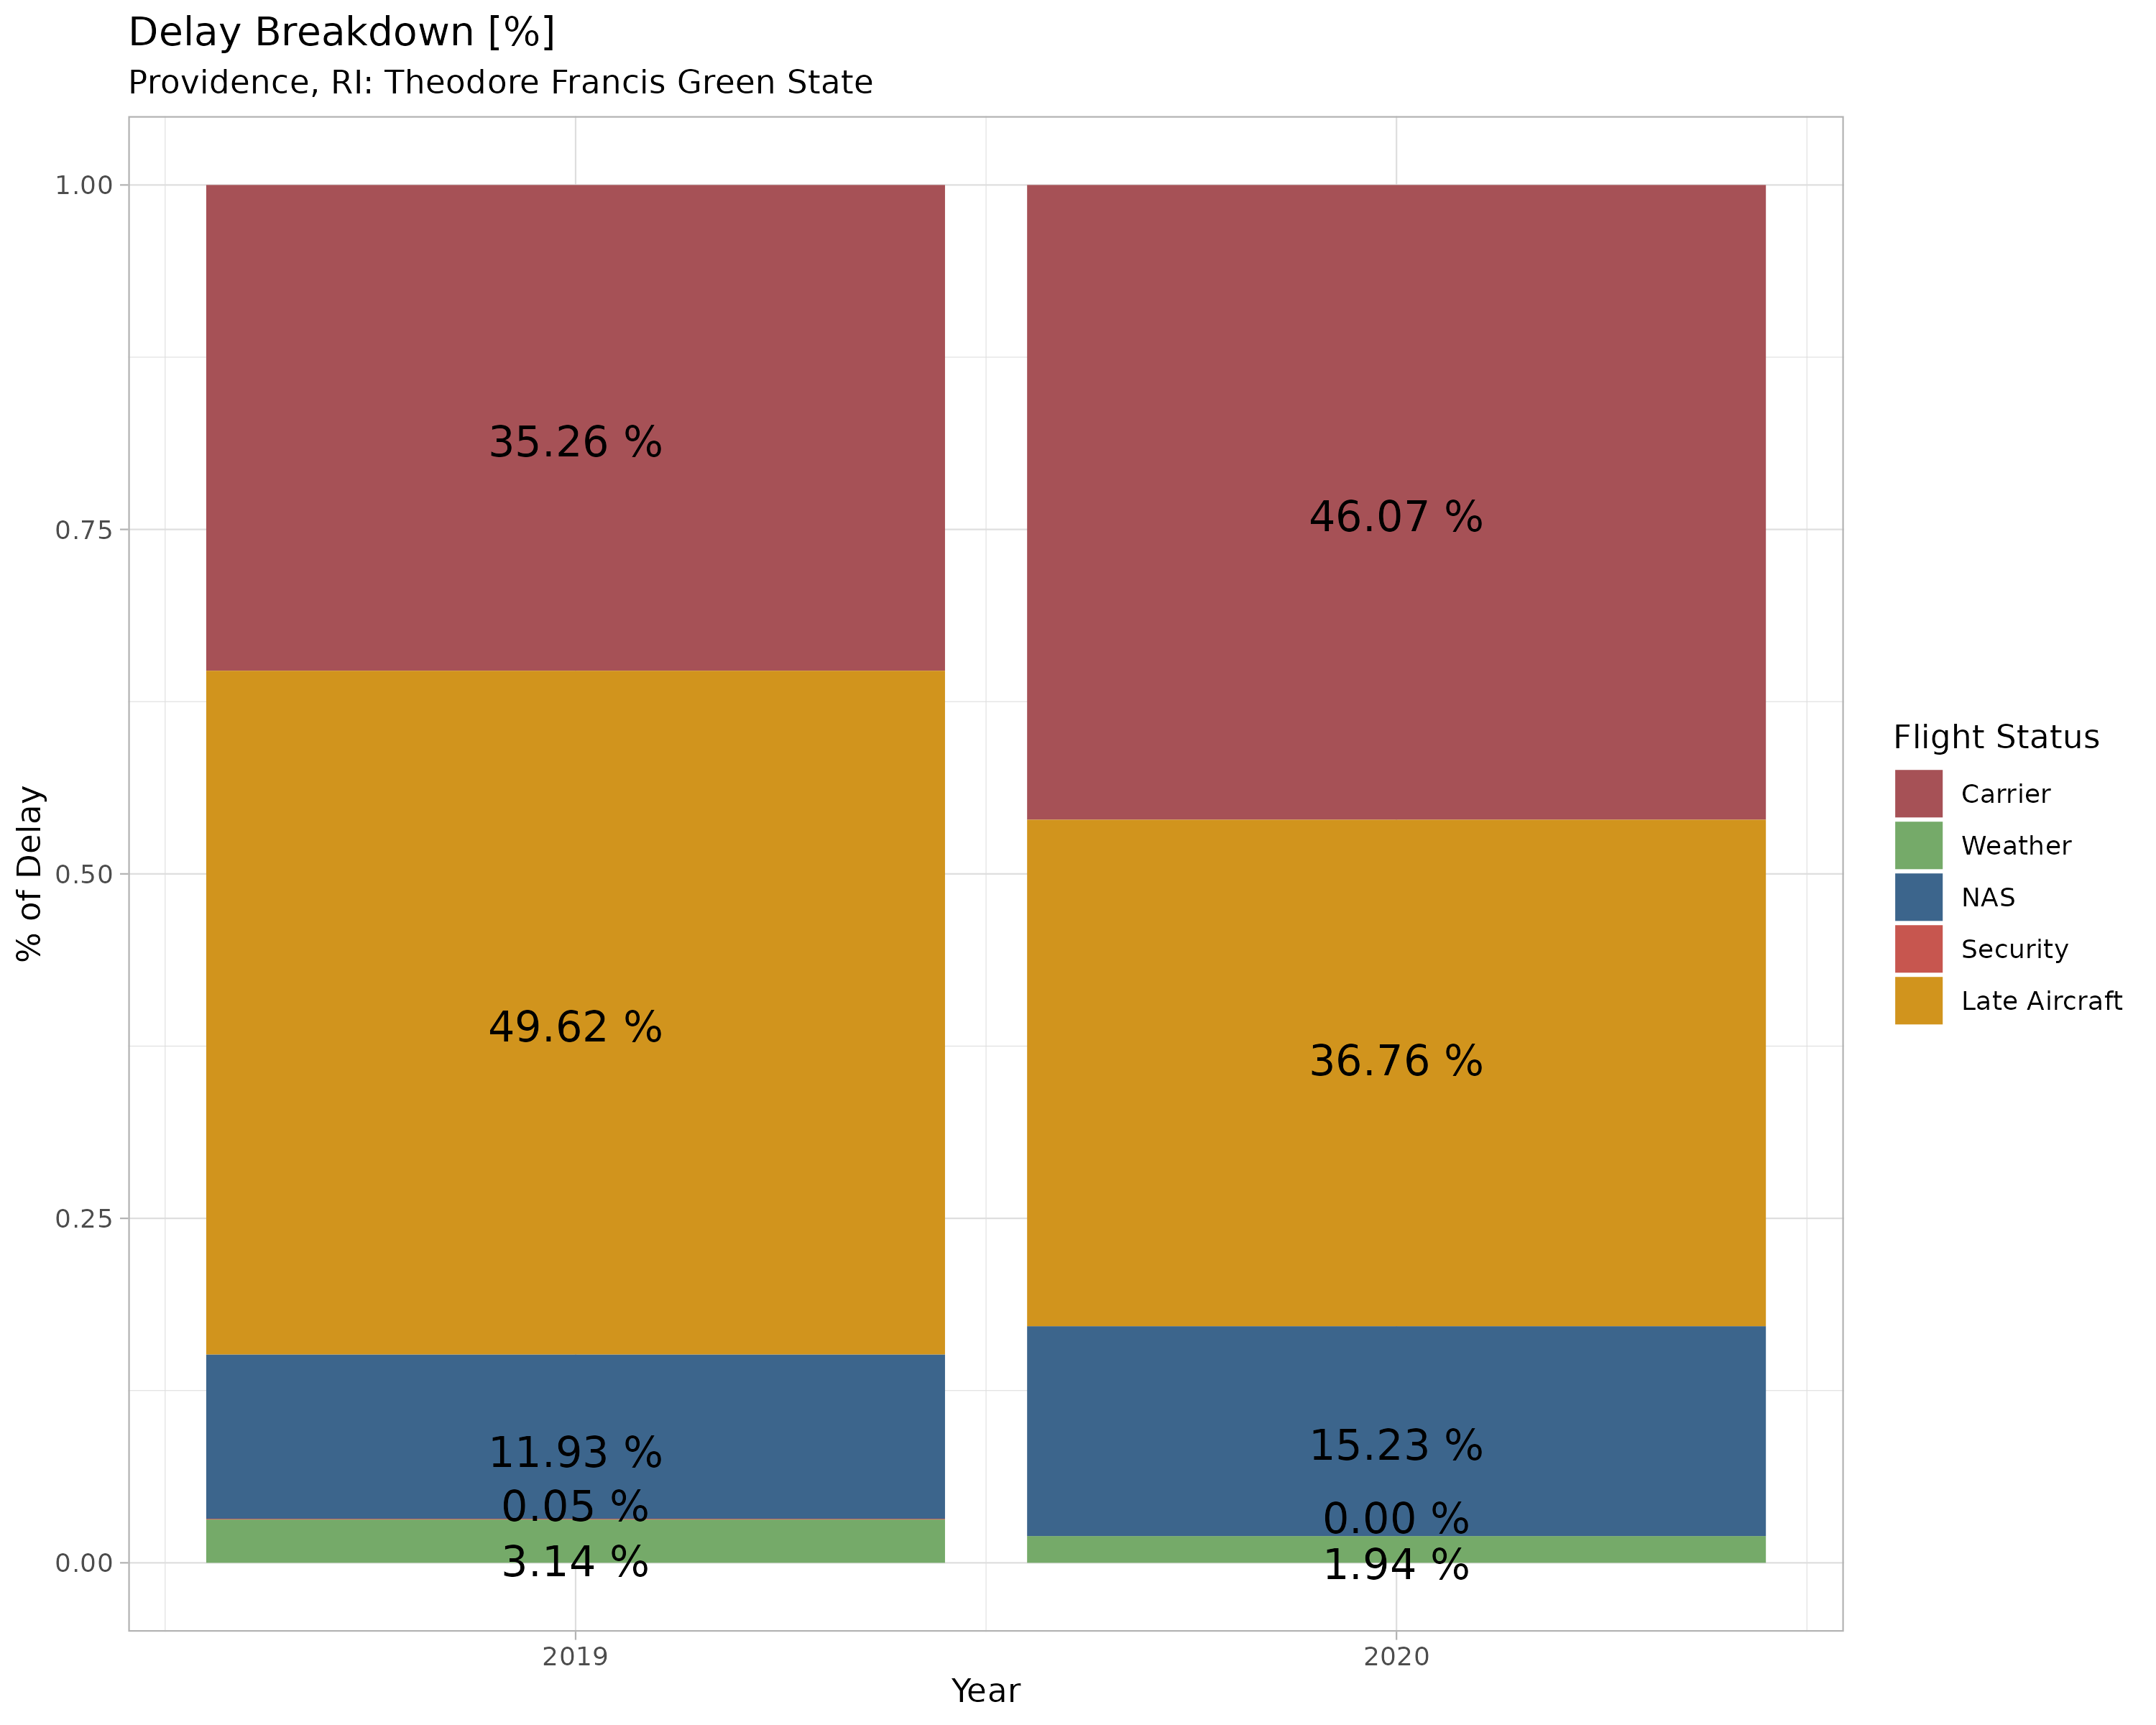 Delay Breakdown [%]
Providence, RI: Theodore Francis Green State
% of Delay
1.00
0.75
0.50
0.25
0.00
35.26 %
49.62 %
11.93 %
0.05 %
3.14 %
46.07 %
36.76 %
15.23 %
0.00 %
1.94 %
2019
2020
Year
Flight Status
Carrier
Weather
NAS
Security
Late Aircraft